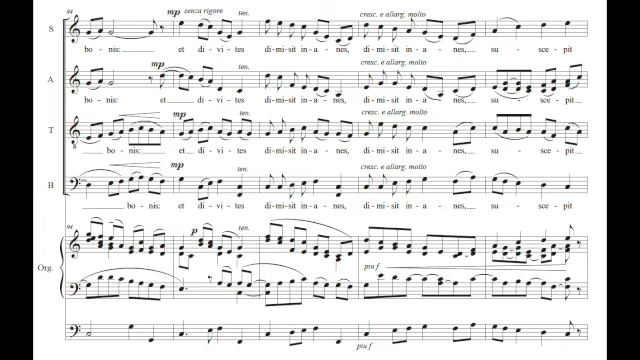 94
mp senza rigore ten. cresc. e allarg. molto
S
bo - nis: et di - vi - tes di-mi-sit in-a - nes, di-mi-sit in-a - nes, su - sce - pit
mp ten. cresc. e allarg. molto
A
bo - nis: et di - vi - tes di-mi-sit in-a - nes, di-mi-sit in-a - nes, su - sce - pit
mp ten. cresc. e allarg. molto
T
8
bo - nis: et di - vi - tes di-mi-sit in-a - nes, di-mi-sit in-a - nes, su - sce - pit
mp ten. cresc. e allarg. molto
B
bo - nis: et di - vi - tes di-mi-sit in-a - nes, di-mi-sit in-a - nes, su - sce - pit
94
p ten.
Org.
piu f
piu f